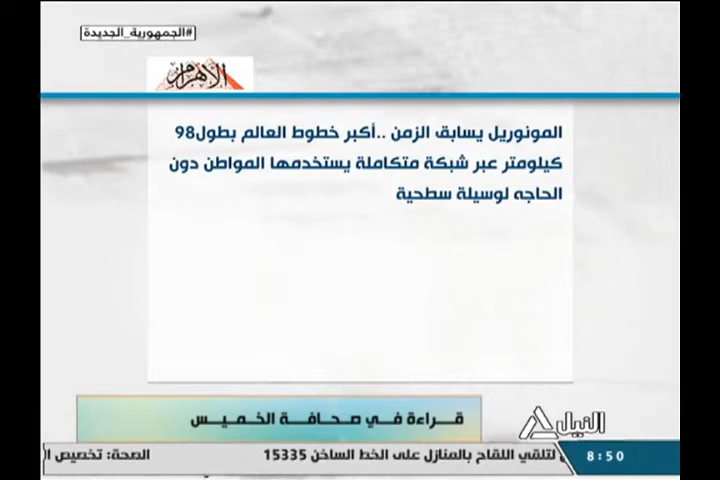 #الجمهورية_الجديدة
الأهرام
المونوريل يسابق الزمن ..أكبر خطوط العالم بطول98
كيلومتر عبر شبكة متكاملة يستخدمها المواطن دون
الحاجه لوسيلة سطحية
قراءة في صحافة الخميس
النيل
8:50
لتلقي اللقاح بالمنازل على الخط الساخن 15335
الصحة: تخصيص